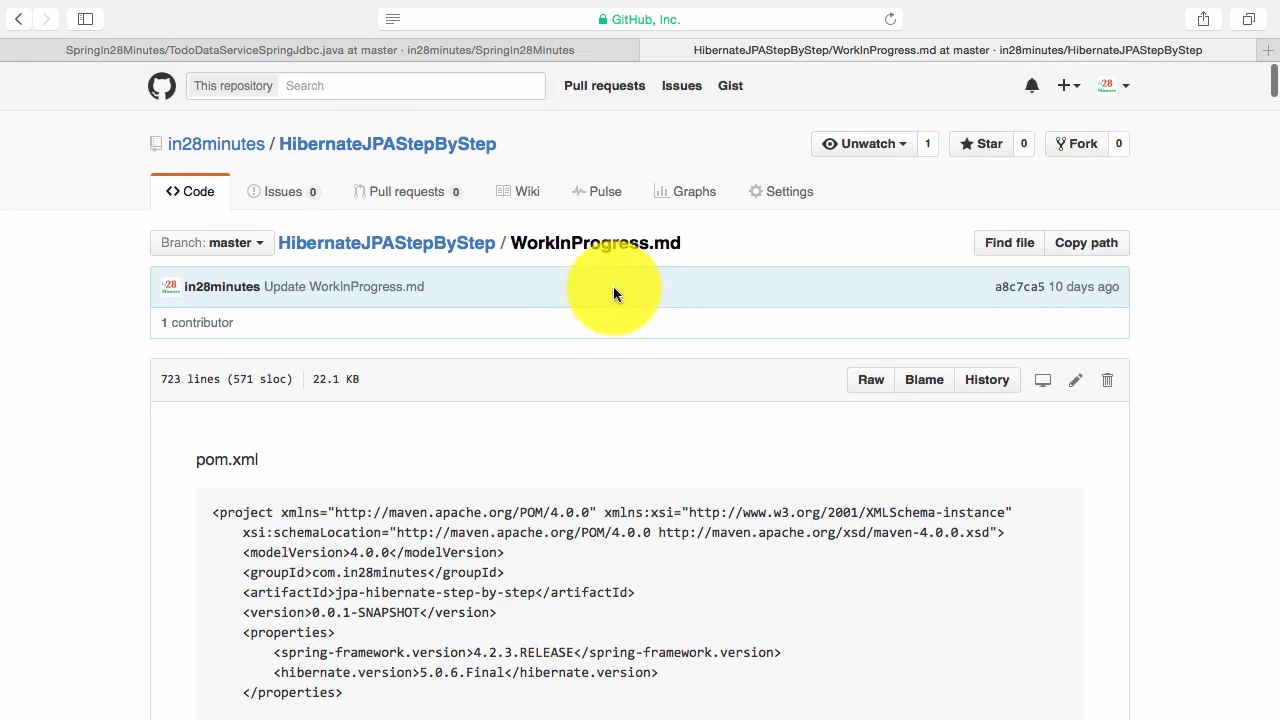 GitHub, Inc.
SpringIn28Minutes/TodoDataServiceSpringJdbc.java at master · in28minutes/SpringIn28Minutes
HibernateJPAStepByStep/WorkInProgress.md at master · in28minutes/HibernateJPAStepByStep
This repository Search Pull requests Issues Gist
28 Minutes
in28minutes / HibernateJPAStepByStep
Unwatch 1 Star 0 Fork 0
Code Issues 0 Pull requests 0 Wiki Pulse Graphs Settings
Branch: master HibernateJPAStepByStep / WorkInProgress.md Find file Copy path
28 Minutes in28minutes Update WorkInProgress.md a8c7ca5 10 days ago
1 contributor
723 lines (571 sloc) 22.1 KB Raw Blame History
pom.xml
<project xmlns="http://maven.apache.org/POM/4.0.0" xmlns:xsi="http://www.w3.org/2001/XMLSchema-instance"
xsi:schemaLocation="http://maven.apache.org/POM/4.0.0 http://maven.apache.org/xsd/maven-4.0.0.xsd">
<modelVersion>4.0.0</modelVersion>
<groupId>com.in28minutes</groupId>
<artifactId>jpa-hibernate-step-by-step</artifactId>
<version>0.0.1-SNAPSHOT</version>
<properties>
<spring-framework.version>4.2.3.RELEASE</spring-framework.version>
<hibernate.version>5.0.6.Final</hibernate.version>
</properties>